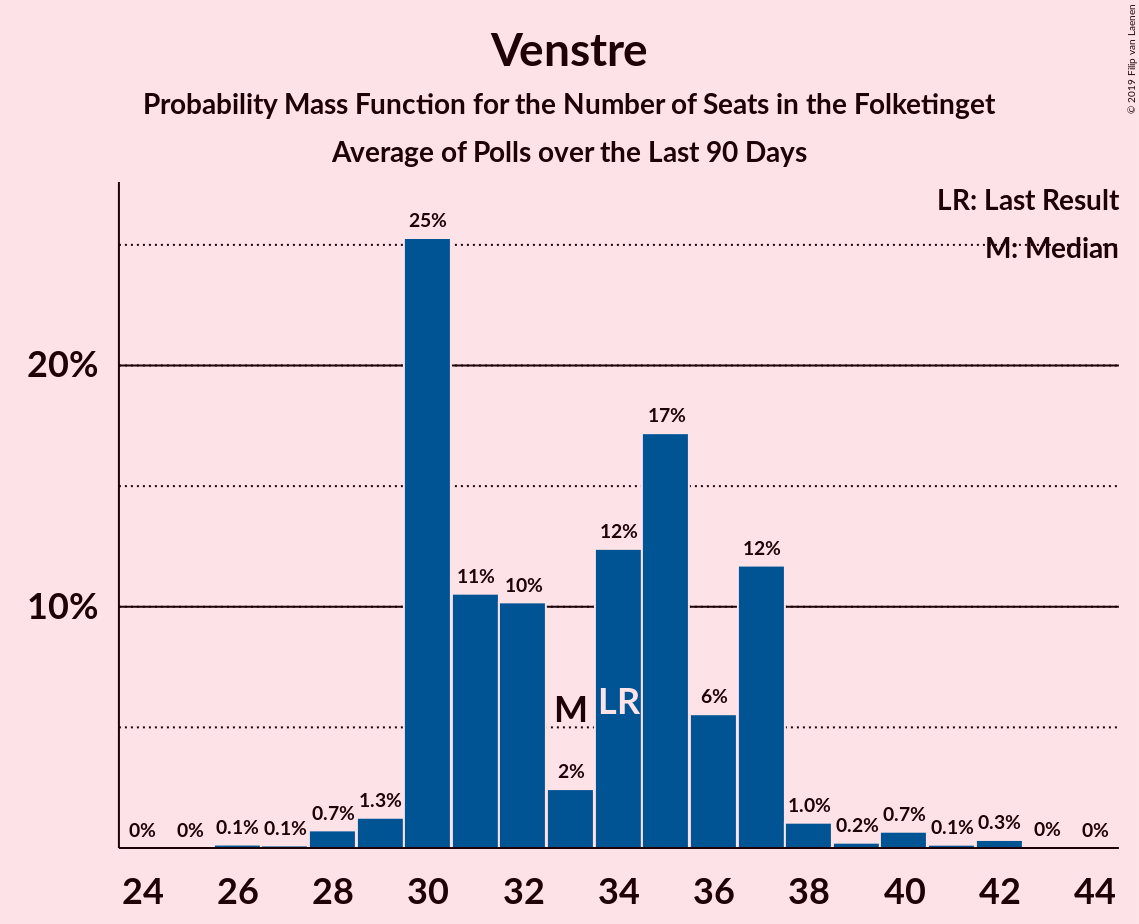 Venstre
Probability Mass Function for the Number of Seats in the Folketinget
Average of Polls over the Last 90 Days
© 2019 Filip van Laenen
LR: Last Result
M: Median
20%
10%
0%
0%
0.1%
0.1%
0.7%
1.3%
25%
11%
10%
2%
12%
17%
6%
12%
1.0%
0.2%
0.7%
0.1%
0.3%
0%
0%
M
LR
24 26 28 30 32 34 36 38 40 42 44